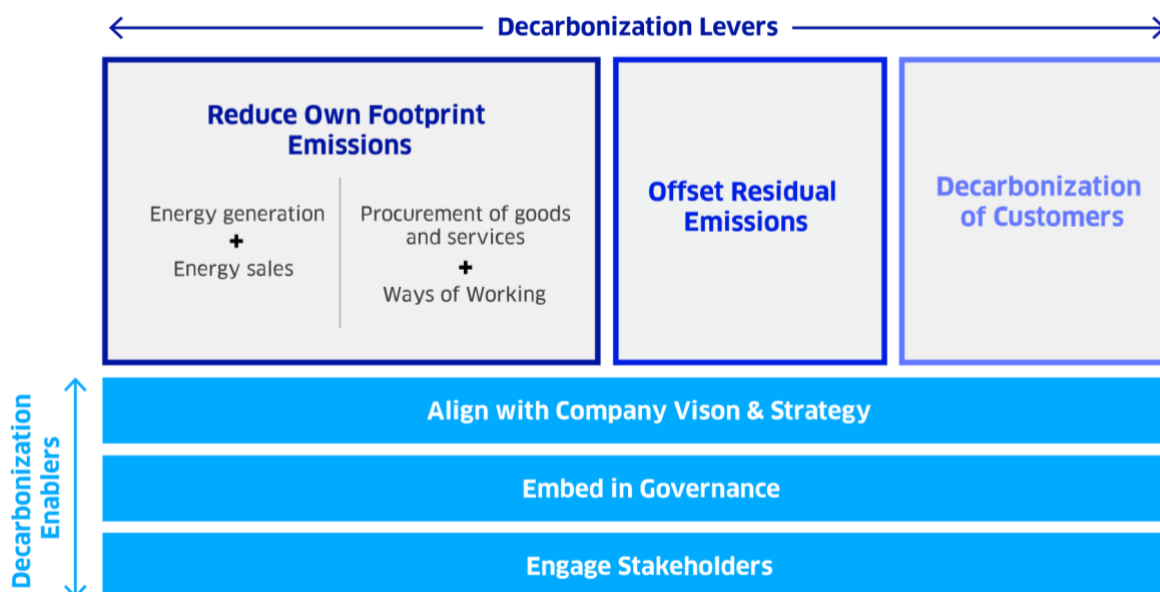 Decarbonization Levers
Reduce Own Footprint
Emissions
Energy generation
+
Energy sales
Procurement of goods
and services
+
Ways of Working
Offset Residual
Emissions
Decarbonization
of Customers
Decarbonization
Enablers
Align with Company Vison & Strategy
Embed in Governance
Engage Stakeholders